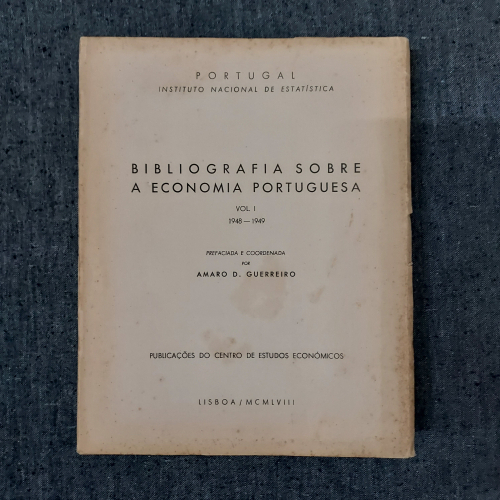 PORTUGAL
INSTITUTO NACIONAL DE ESTATÍSTICA
BIBLIOGRAFIA SOBRE
A ECONOMIA PORTUGUESA
VOL. I
1948 — 1949
PREFACIADA E COORDENADA
POR
AMARO D. GUERREIRO
PUBLICAÇÕES DO CENTRO DE ESTUDOS ECONÓMICOS
LISBOA / MCMLVIII